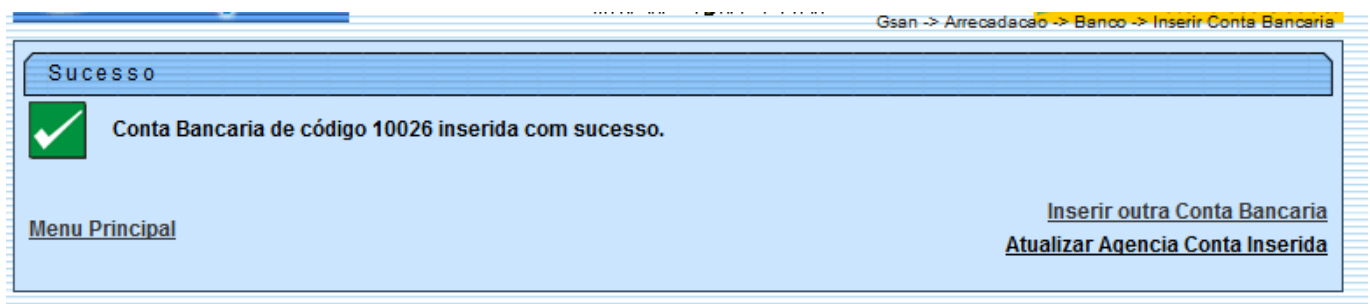 Gsan -> Arrecadacao -> Banco -> Inserir Conta Bancaria
Sucesso
Conta Bancaria de código 10026 inserida com sucesso.
Inserir outra Conta Bancaria
Menu Principal
Atualizar Agencia Conta Inserida